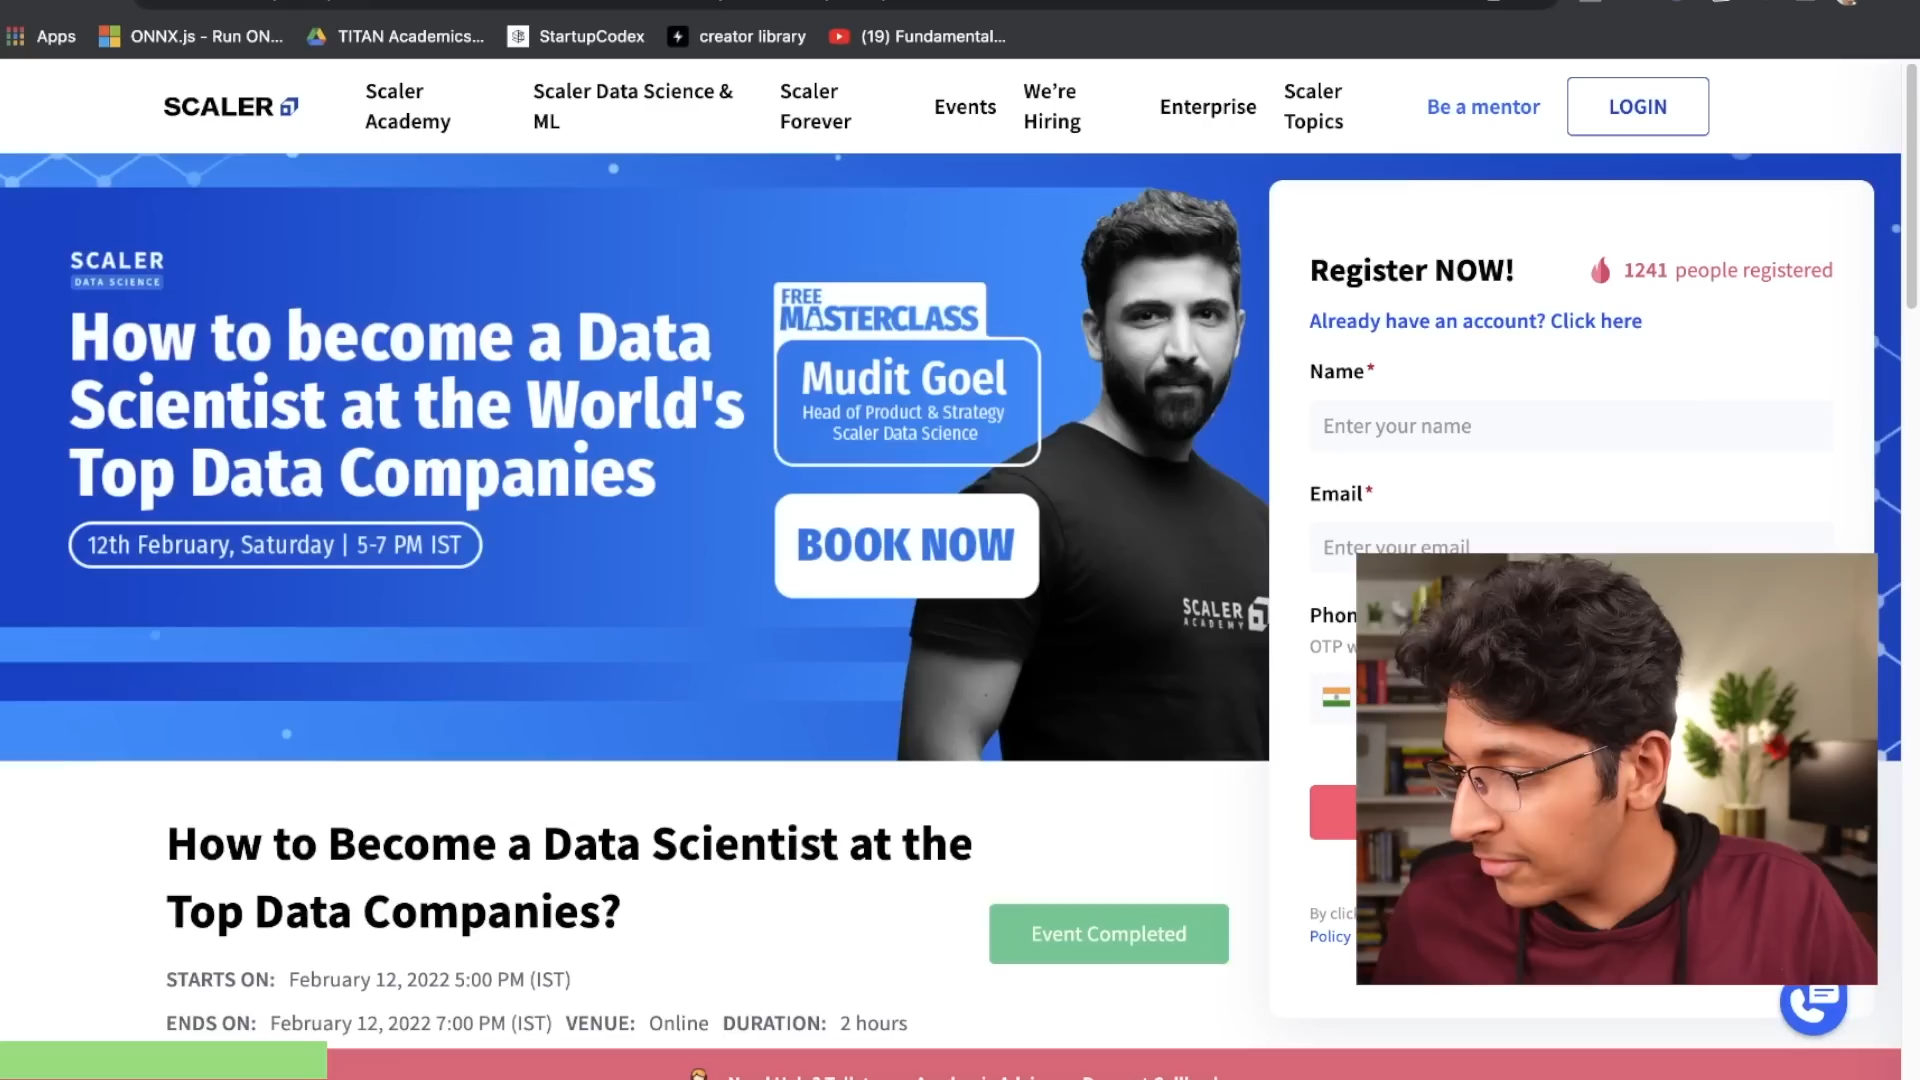 Apps
ONNX.js - Run ON...
TITAN Academics...
StartupCodex
creator library
(19) Fundamental...
SCALER
Scaler
Academy
Scaler Data Science &
ML
Scaler
Forever
Events
We're
Hiring
Enterprise
Scaler
Topics
Be a mentor
LOGIN
SCALER
DATA SCIENCE
How to become a Data
Scientist at the World's
Top Data Companies
12th February, Saturday | 5-7 PM IST
FREE
MASTERCLASS
Mudit Goel
Head of Product & Strategy
Scaler Data Science
BOOK NOW
SCALER
ACADEMY
Register NOW!
1241 people registered
Already have an account? Click here
Name*
Enter your name
Email*
Enter your email
Phon
OTP w
By clic
Policy
How to Become a Data Scientist at the
Top Data Companies?
Event Completed
STARTS ON: February 12, 2022 5:00 PM (IST)
ENDS ON: February 12, 2022 7:00 PM (IST) VENUE: Online DURATION: 2 hours